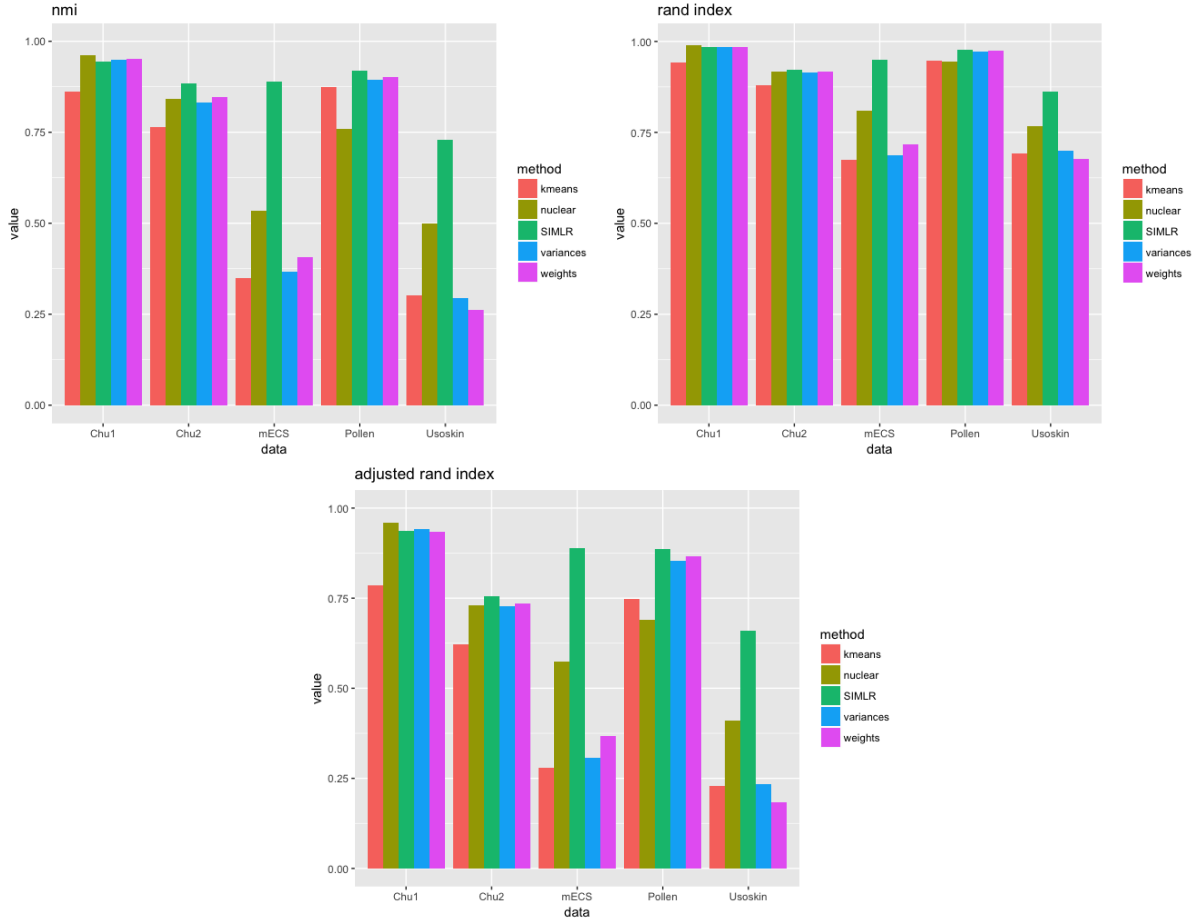 nmi
1.00
0.75
0.50
0.25
0.00
value
Chu1 Chu2 mECS Pollen Usoskin
data
method
kmeans
nuclear
SIMLR
variances
weights
rand index
1.00
0.75
0.50
0.25
0.00
value
Chu1 Chu2 mECS Pollen Usoskin
data
method
kmeans
nuclear
SIMLR
variances
weights
adjusted rand index
1.00
0.75
0.50
0.25
0.00
value
Chu1 Chu2 mECS Pollen Usoskin
data
method
kmeans
nuclear
SIMLR
variances
weights